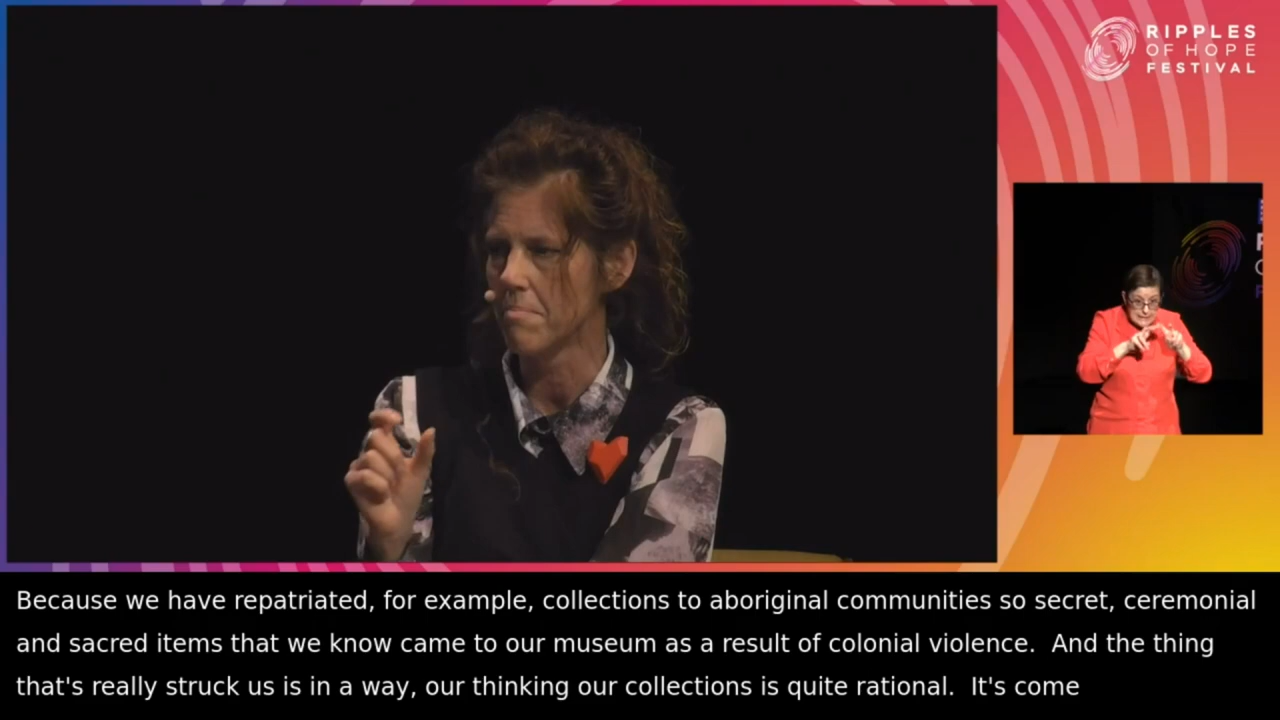 RIPPLES
OF HOPE
FESTIVAL
Because we have repatriated, for example, collections to aboriginal communities so secret, ceremonial
and sacred items that we know came to our museum as a result of colonial violence.  And the thing
that's really struck us is in a way, our thinking our collections is quite rational.  It's come